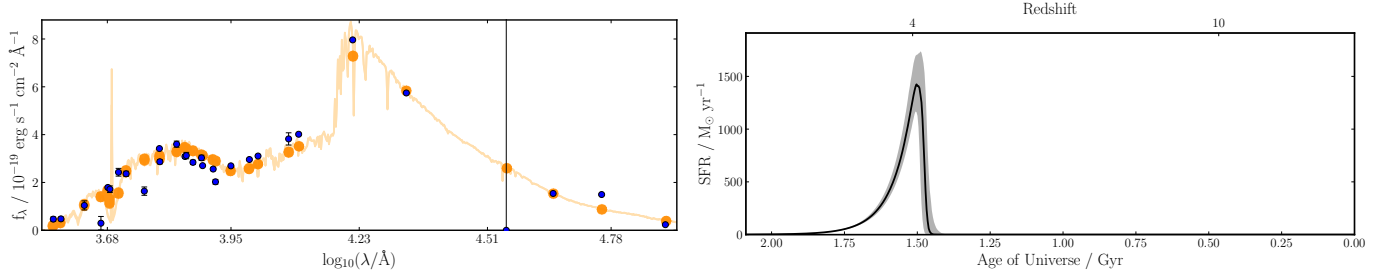 Redshift
4 10
8
6
4
2
0
f_λ / 10⁻¹⁹ erg s⁻¹ cm⁻² Å⁻¹
3.68 3.95 4.23 4.51 4.78
log₁₀(λ/Å)
1500
1000
500
0
SFR / M⊙ yr⁻¹
2.00 1.75 1.50 1.25 1.00 0.75 0.50 0.25 0.00
Age of Universe / Gyr